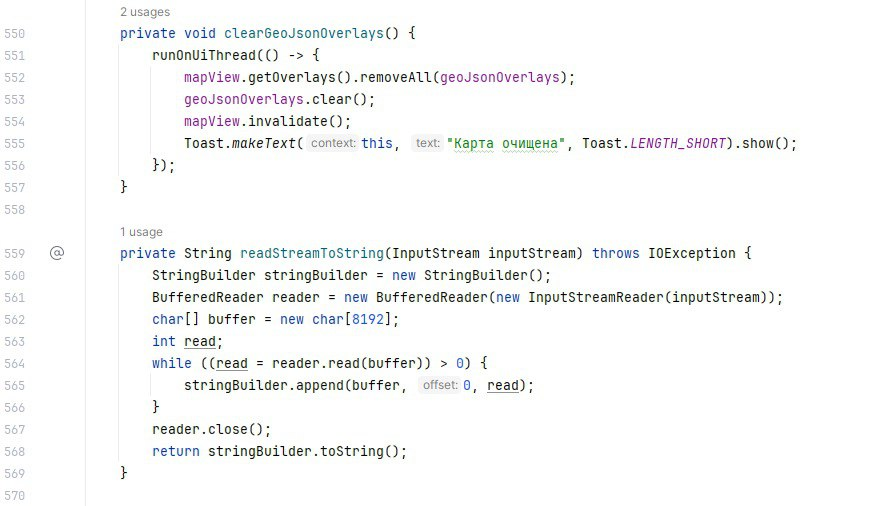 2 usages
550 private void clearGeoJsonOverlays() {
551 runOnUiThread(() -> {
552 mapView.getOverlays().removeAll(geoJsonOverlays);
553 geoJsonOverlays.clear();
554 mapView.invalidate();
555 Toast.makeText( context: this, text: "Карта очищена", Toast.LENGTH_SHORT).show();
556 });
557 }
558
1 usage
559 @ private String readStreamToString(InputStream inputStream) throws IOException {
560 StringBuilder stringBuilder = new StringBuilder();
561 BufferedReader reader = new BufferedReader(new InputStreamReader(inputStream));
562 char[] buffer = new char[8192];
563 int read;
564 while ((read = reader.read(buffer)) > 0) {
565 stringBuilder.append(buffer, offset: 0, read);
566 }
567 reader.close();
568 return stringBuilder.toString();
569 }
570